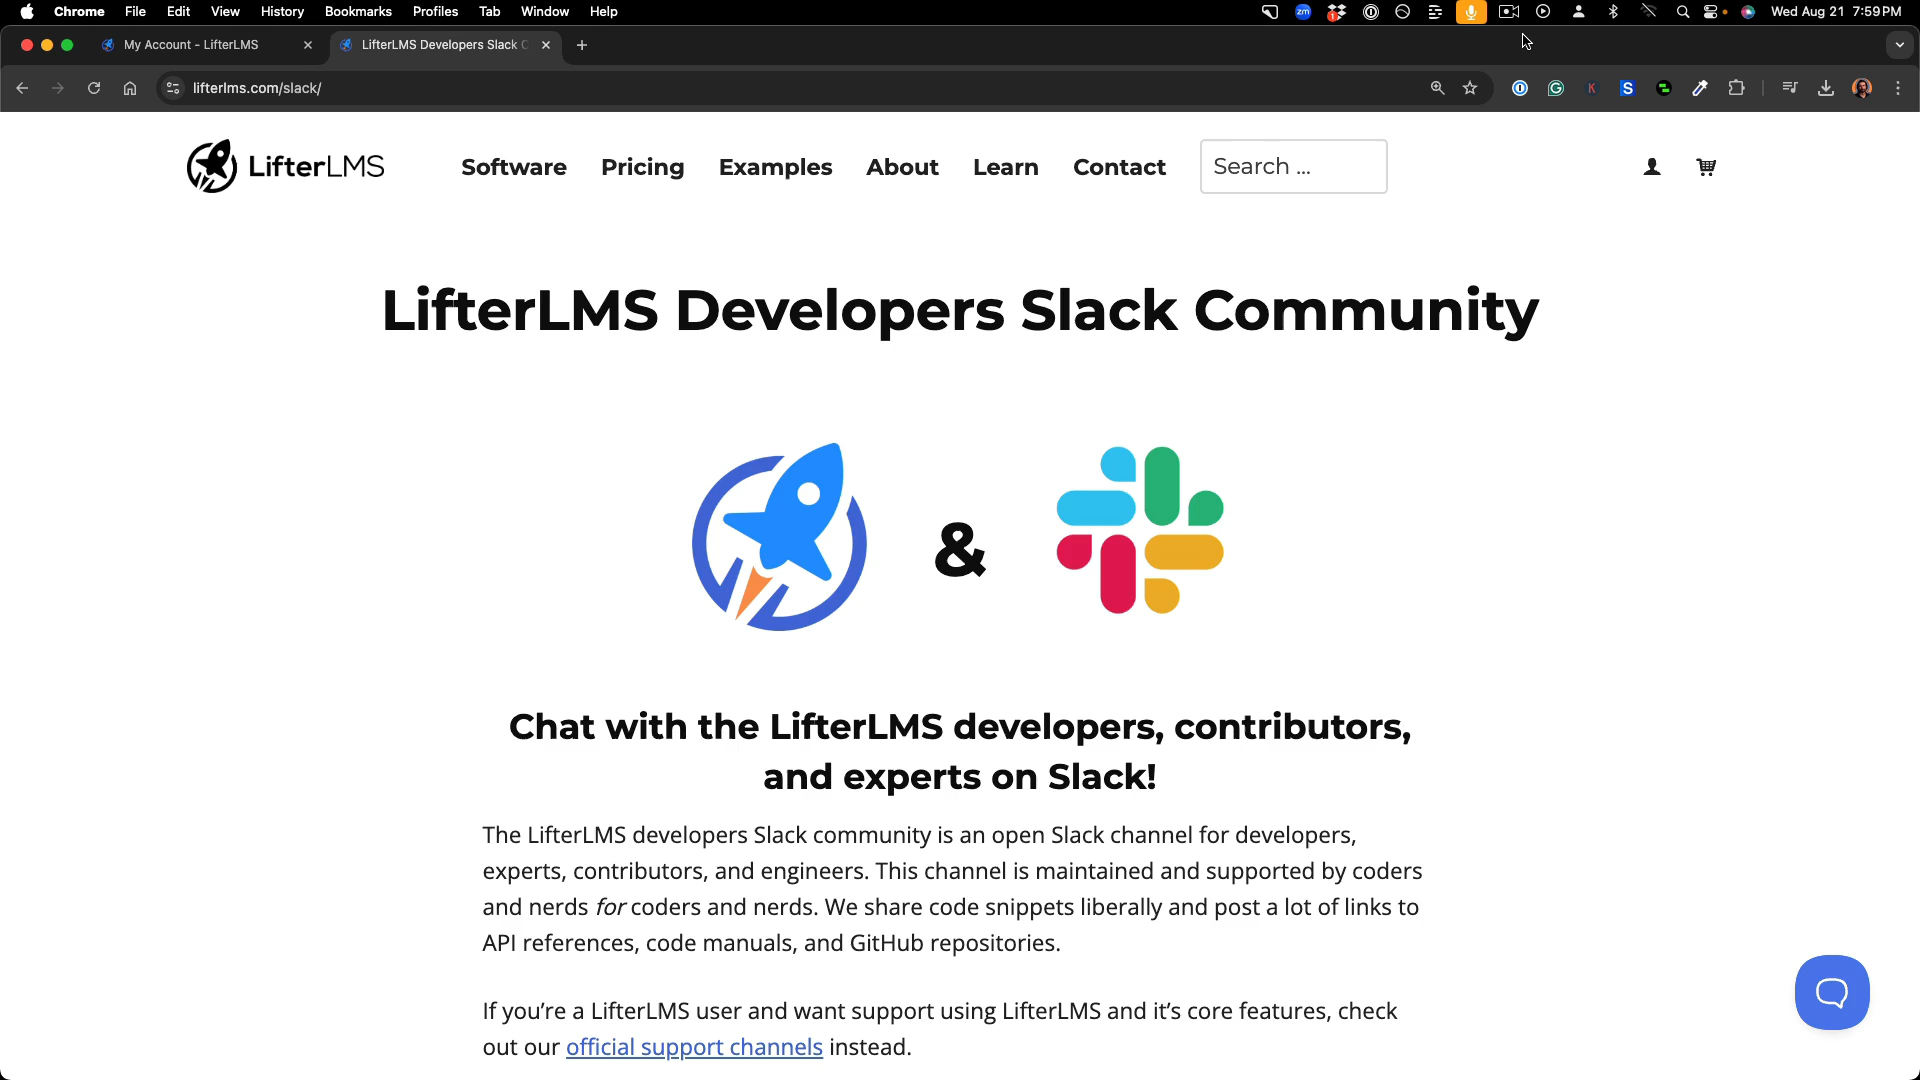 Chrome File Edit View History Bookmarks Profiles Tab Window Help zm 1 Wed Aug 21 7:59 PM
My Account - LifterLMS LifterLMS Developers Slack C
lifterlms.com/slack/
LifterLMS Software Pricing Examples About Learn Contact Search ...
LifterLMS Developers Slack Community
&
Chat with the LifterLMS developers, contributors,
and experts on Slack!
The LifterLMS developers Slack community is an open Slack channel for developers,
experts, contributors, and engineers. This channel is maintained and supported by coders
and nerds for coders and nerds. We share code snippets liberally and post a lot of links to
API references, code manuals, and GitHub repositories.
If you’re a LifterLMS user and want support using LifterLMS and it’s core features, check
out our official support channels instead.